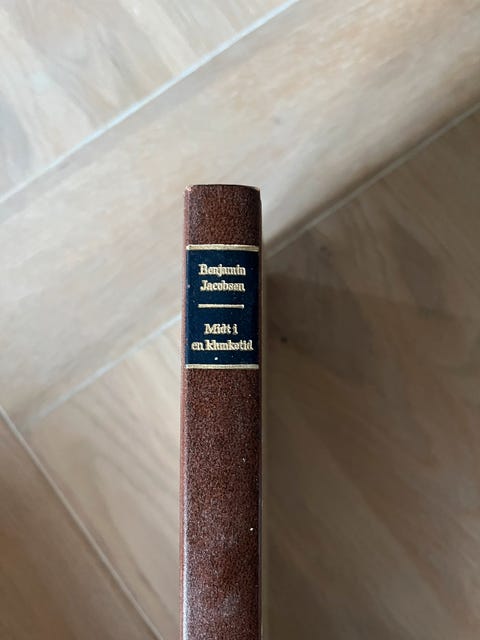 Benjamin
Jacobsen
Midt i
en klunketid